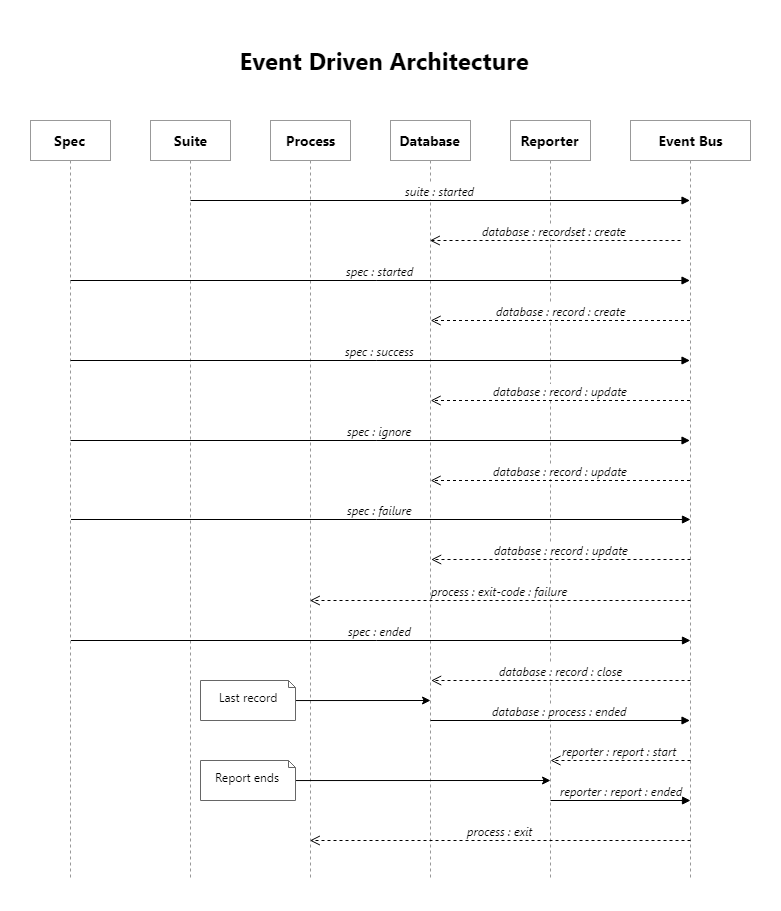 Event Driven Architecture
Spec
Suite
Process
Database
Reporter
Event Bus
suite : started
database : recordset : create
spec : started
database : record : create
spec : success
database : record : update
spec : ignore
database : record : update
spec : failure
database : record : update
process : exit-code : failure
spec : ended
database : record : close
Last record
database : process : ended
reporter : report : start
Report ends
reporter : report : ended
process : exit